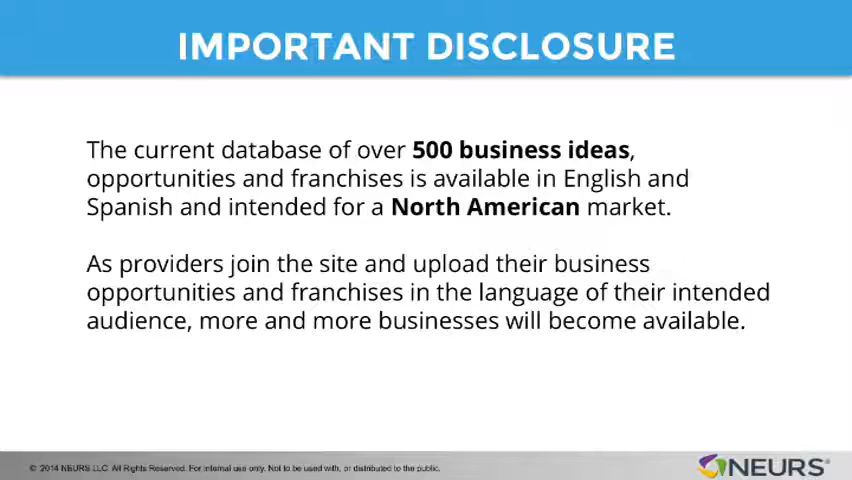 IMPORTANT DISCLOSURE
The current database of over 500 business ideas,
opportunities and franchises is available in English and
Spanish and intended for a North American market.
As providers join the site and upload their business
opportunities and franchises in the language of their intended
audience, more and more businesses will become available.
© 2014 NEURS LLC. All Rights Reserved. For internal use only. Not to be used with, or distributed to the public.
NEURS®